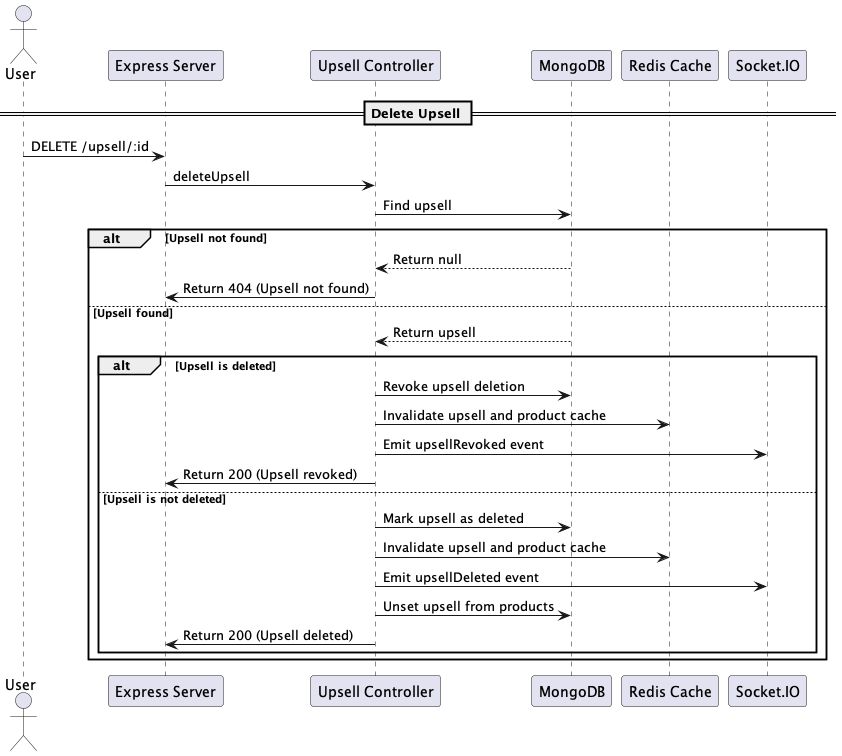 User
Express Server
Upsell Controller
MongoDB
Redis Cache
Socket.IO
Delete Upsell
DELETE /upsell/:id
deleteUpsell
Find upsell
alt
[Upsell not found]
Return null
Return 404 (Upsell not found)
[Upsell found]
Return upsell
alt
[Upsell is deleted]
Revoke upsell deletion
Invalidate upsell and product cache
Emit upsellRevoked event
Return 200 (Upsell revoked)
[Upsell is not deleted]
Mark upsell as deleted
Invalidate upsell and product cache
Emit upsellDeleted event
Unset upsell from products
Return 200 (Upsell deleted)
User
Express Server
Upsell Controller
MongoDB
Redis Cache
Socket.IO